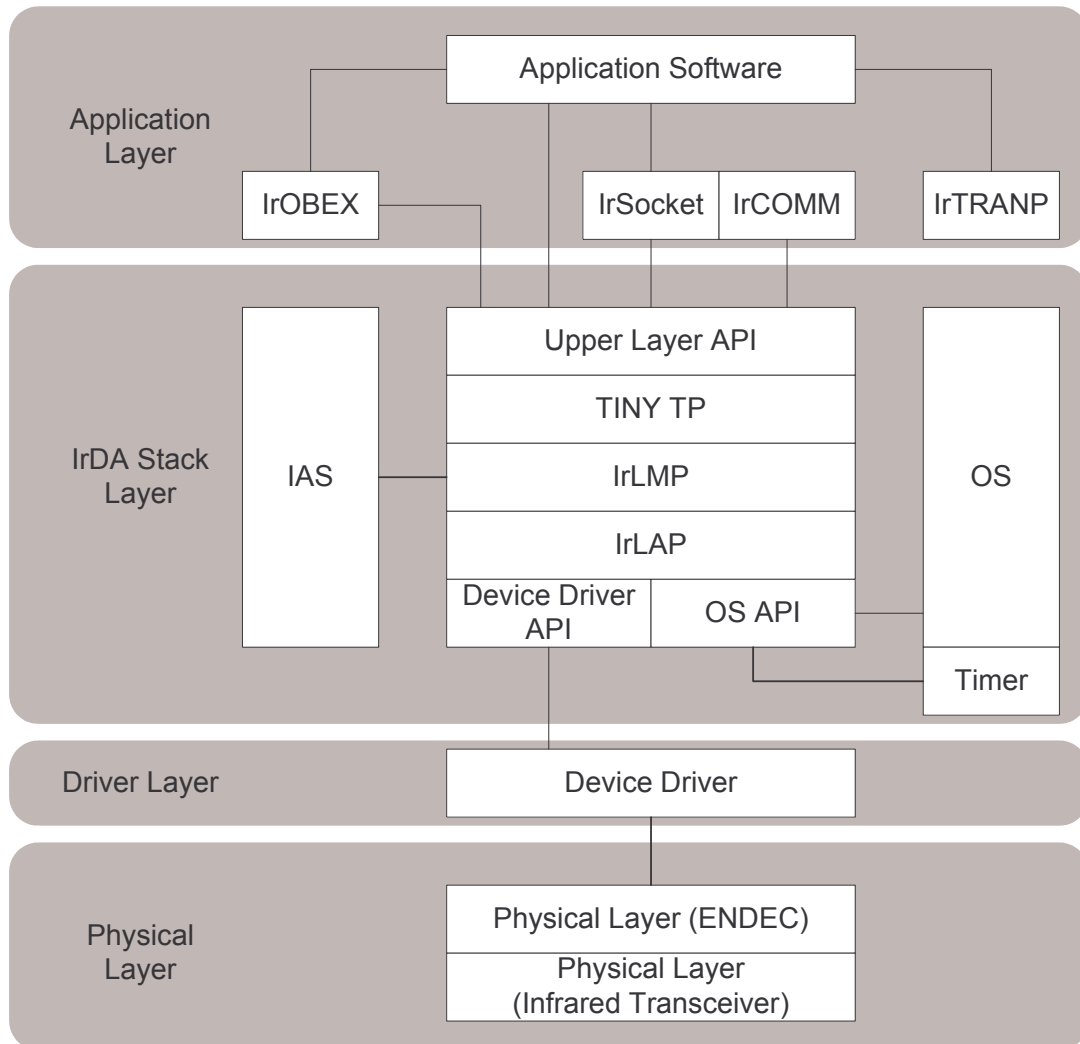 Application Software
Application
Layer
IrOBEX
IrSocket
IrCOMM
IrTRANP
Upper Layer API
TINY TP
IrDA Stack
Layer
IAS
IrLMP
OS
IrLAP
Device Driver
API
OS API
Timer
Driver Layer
Device Driver
Physical Layer (ENDEC)
Physical
Layer
Physical Layer
(Infrared Transceiver)